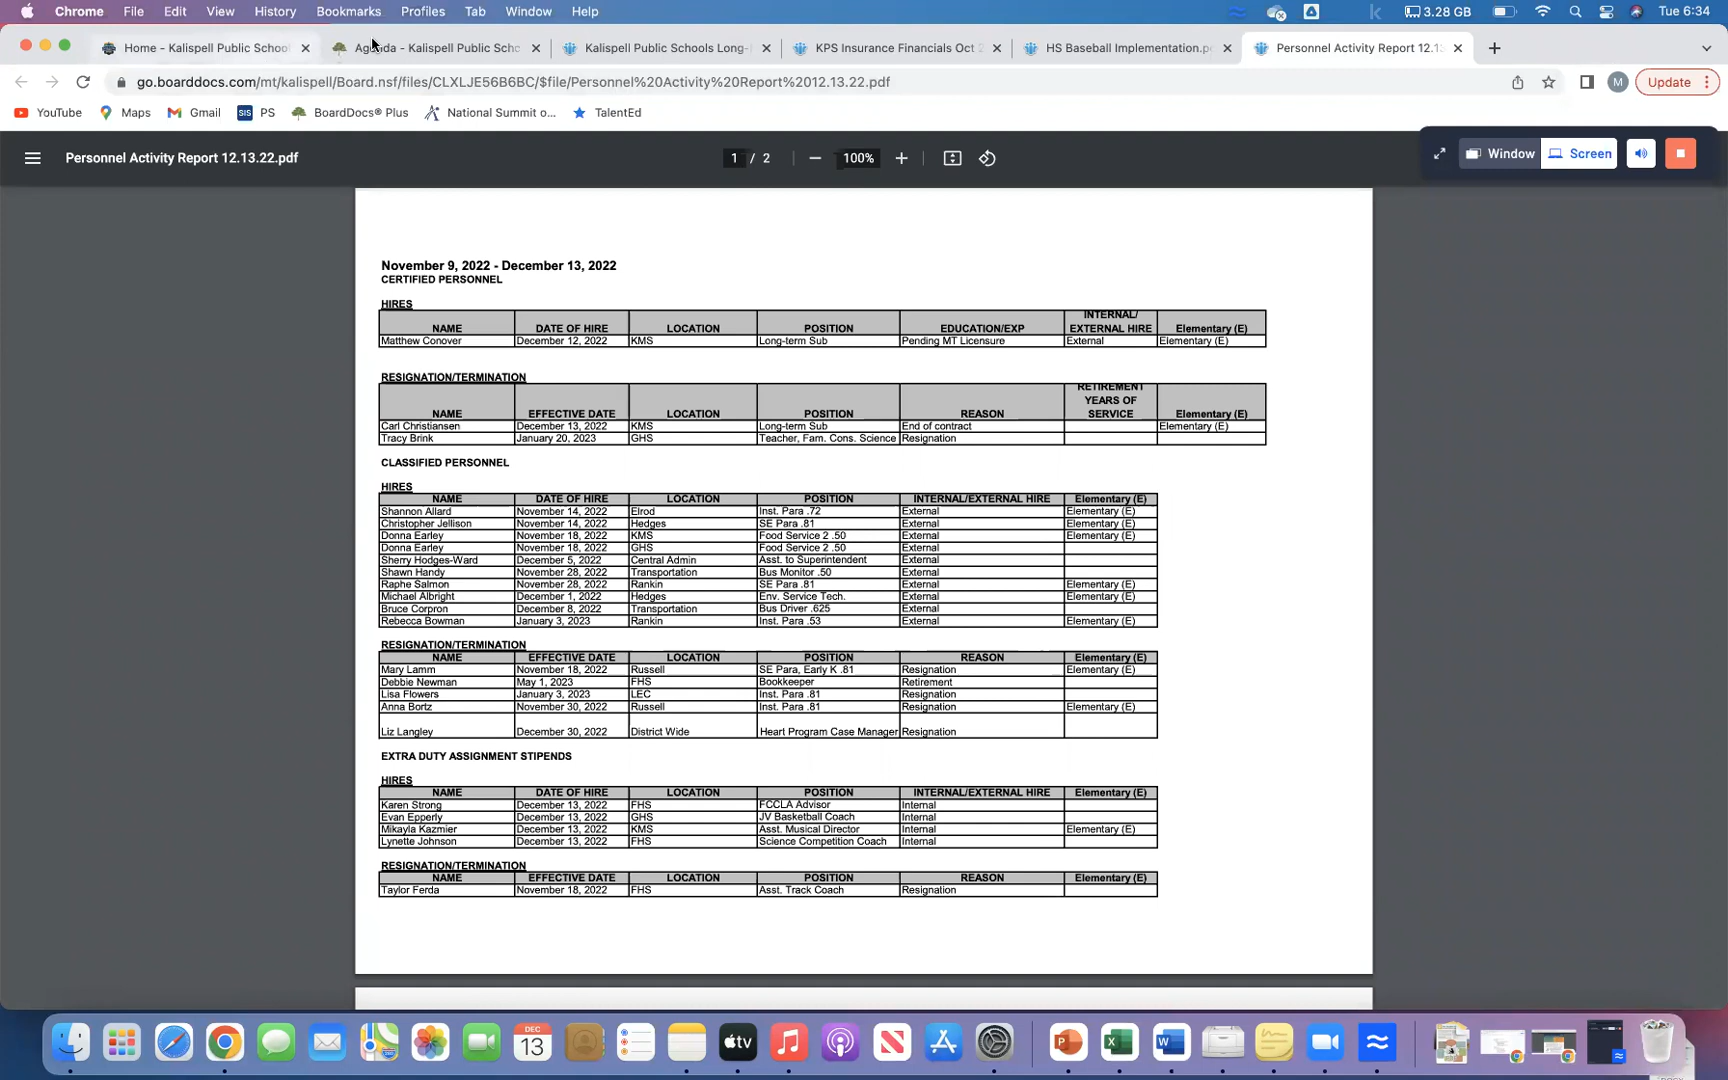 Chrome File Edit View History Bookmarks Profiles Tab Window Help 3.28 GB Tue 6:34
Home - Kalispell Public School Agenda - Kalispell Public Scho Kalispell Public Schools Long- KPS Insurance Financials Oct 2 HS Baseball Implementation.p Personnel Activity Report 12.13
go.boarddocs.com/mt/kalispell/Board.nsf/files/CLXLJE56B6BC/$file/Personnel%20Activity%20Report%2012.13.22.pdf M Update
YouTube Maps Gmail SIS PS BoardDocs® Plus National Summit o... TalentEd
Personnel Activity Report 12.13.22.pdf 1 / 2 100% Window Screen
November 9, 2022 - December 13, 2022
CERTIFIED PERSONNEL
HIRES
NAME DATE OF HIRE LOCATION POSITION EDUCATION/EXP INTERNAL/ EXTERNAL HIRE Elementary (E)
Matthew Conover December 12, 2022 KMS Long-term Sub Pending MT Licensure External Elementary (E)
RESIGNATION/TERMINATION
NAME EFFECTIVE DATE LOCATION POSITION REASON RETIREMENT YEARS OF SERVICE Elementary (E)
Carl Christiansen December 13, 2022 KMS Long-term Sub End of contract Elementary (E)
Tracy Brink January 20, 2023 GHS Teacher, Fam. Cons. Science Resignation
CLASSIFIED PERSONNEL
HIRES
NAME DATE OF HIRE LOCATION POSITION INTERNAL/EXTERNAL HIRE Elementary (E)
Shannon Allard November 14, 2022 Elrod Inst. Para .72 External Elementary (E)
Christopher Jellison November 14, 2022 Hedges SE Para .81 External Elementary (E)
Donna Earley November 18, 2022 KMS Food Service 2 .50 External Elementary (E)
Donna Earley November 18, 2022 GHS Food Service 2 .50 External
Sherry Hodges-Ward December 5, 2022 Central Admin Asst. to Superintendent External
Shawn Handy November 28, 2022 Transportation Bus Monitor .50 External
Raphe Salmon November 28, 2022 Rankin SE Para .81 External Elementary (E)
Michael Albright December 1, 2022 Hedges Env. Service Tech. External Elementary (E)
Bruce Corpron December 8, 2022 Transportation Bus Driver .625 External
Rebecca Bowman January 3, 2023 Rankin Inst. Para .53 External Elementary (E)
RESIGNATION/TERMINATION
NAME EFFECTIVE DATE LOCATION POSITION REASON Elementary (E)
Mary Lamm November 18, 2022 Russell SE Para, Early K .81 Resignation Elementary (E)
Debbie Newman May 1, 2023 FHS Bookkeeper Retirement
Lisa Flowers January 3, 2023 LEC Inst. Para .81 Resignation
Anna Bortz November 30, 2022 Russell Inst. Para .81 Resignation Elementary (E)
Liz Langley December 30, 2022 District Wide Heart Program Case Manager Resignation
EXTRA DUTY ASSIGNMENT STIPENDS
HIRES
NAME DATE OF HIRE LOCATION POSITION INTERNAL/EXTERNAL HIRE Elementary (E)
Karen Strong December 13, 2022 FHS FCCLA Advisor Internal
Evan Epperly December 13, 2022 GHS JV Basketball Coach Internal
Mikayla Kazmier December 13, 2022 KMS Asst. Musical Director Internal Elementary (E)
Lynette Johnson December 13, 2022 FHS Science Competition Coach Internal
RESIGNATION/TERMINATION
NAME EFFECTIVE DATE LOCATION POSITION REASON Elementary (E)
Taylor Ferda November 18, 2022 FHS Asst. Track Coach Resignation
DEC
13
tv